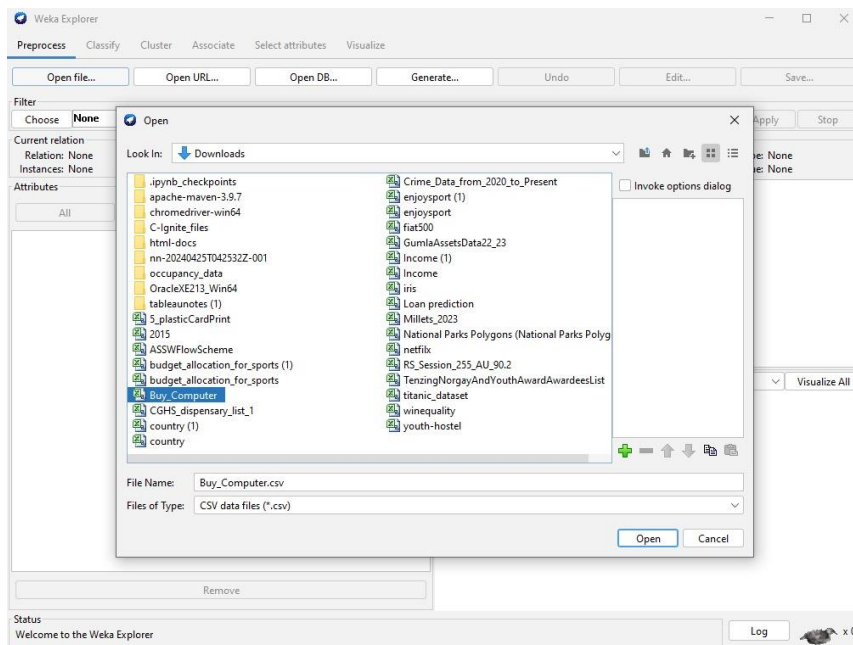 Weka Explorer
Preprocess Classify Cluster Associate Select attributes Visualize
Open file... Open URL... Open DB... Generate... Undo Edit... Save...
Filter
Choose None Apply Stop
Current relation
Relation: None
Instances: None
None
None
Attributes
All
Visualize All
Remove
Status
Welcome to the Weka Explorer
Log x
Open
Look In: Downloads
.ipynb_checkpoints
apache-maven-3.9.7
chromedriver-win64
C-Ignite_files
html-docs
nn-20240425T042532Z-001
occupancy_data
OracleXE213_Win64
tableaunotes (1)
5_plasticCardPrint
2015
ASSWFlowScheme
budget_allocation_for_sports (1)
budget_allocation_for_sports
Buy_Computer
CGHS_dispensary_list_1
country (1)
country
Crime_Data_from_2020_to_Present
enjoysport (1)
enjoysport
fiat500
GumlaAssetsData22_23
Income (1)
Income
iris
Loan prediction
Millets_2023
National Parks Polygons (National Parks Polyg
netfilx
RS_Session_255_AU_90.2
TenzingNorgayAndYouthAwardAwardeesList
titanic_dataset
winequality
youth-hostel
Invoke options dialog
File Name: Buy_Computer.csv
Files of Type: CSV data files (*.csv)
Open Cancel